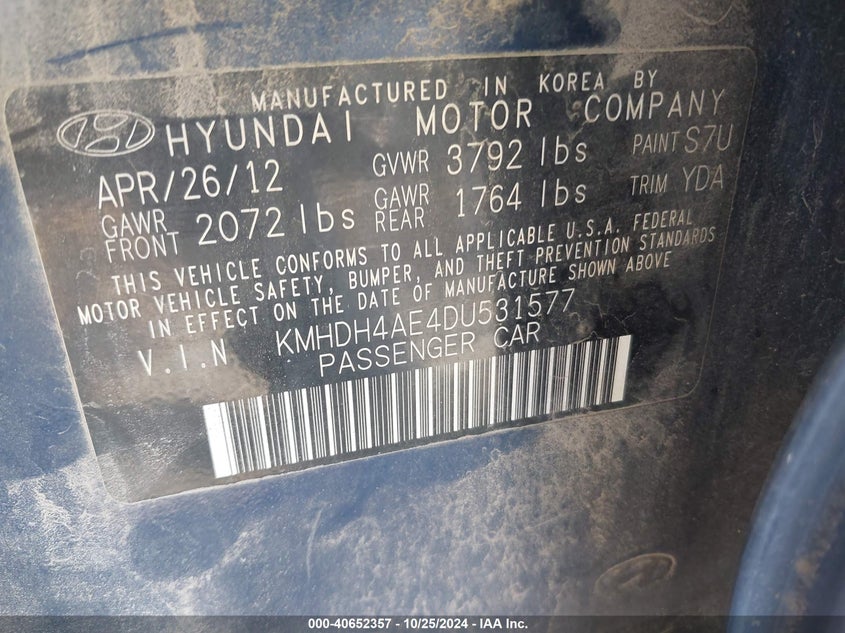 MANUFACTURED IN KOREA BY
HYUNDAI MOTOR COMPANY
APR/26/12 GVWR 3792 lbs PAINT S7U
GAWR FRONT 2072 lbs GAWR REAR 1764 lbs TRIM YDA
THIS VEHICLE CONFORMS TO ALL APPLICABLE U.S.A. FEDERAL
MOTOR VEHICLE SAFETY, BUMPER, AND THEFT PREVENTION STANDARDS
IN EFFECT ON THE DATE OF MANUFACTURE SHOWN ABOVE
V.I.N KMHDH4AE4DU531577
PASSENGER CAR
000-40652357 - 10/25/2024 - IAA Inc.